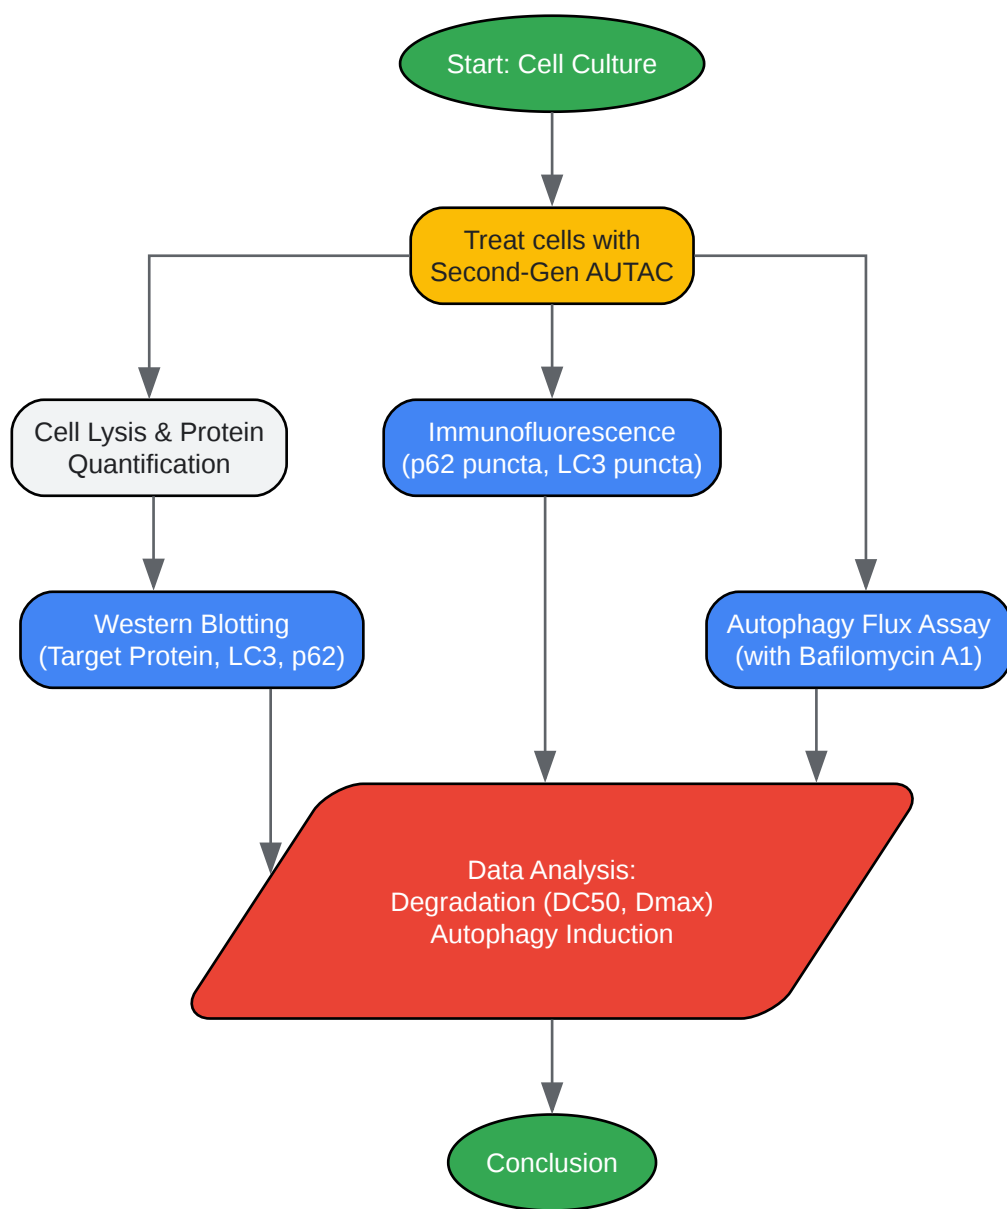 Start: Cell Culture
Treat cells with
Second-Gen AUTAC
Cell Lysis & Protein
Quantification
Immunofluorescence
(p62 puncta, LC3 puncta)
Western Blotting
(Target Protein, LC3, p62)
Autophagy Flux Assay
(with Bafilomycin A1)
Data Analysis:
Degradation (DC50, Dmax)
Autophagy Induction
Conclusion